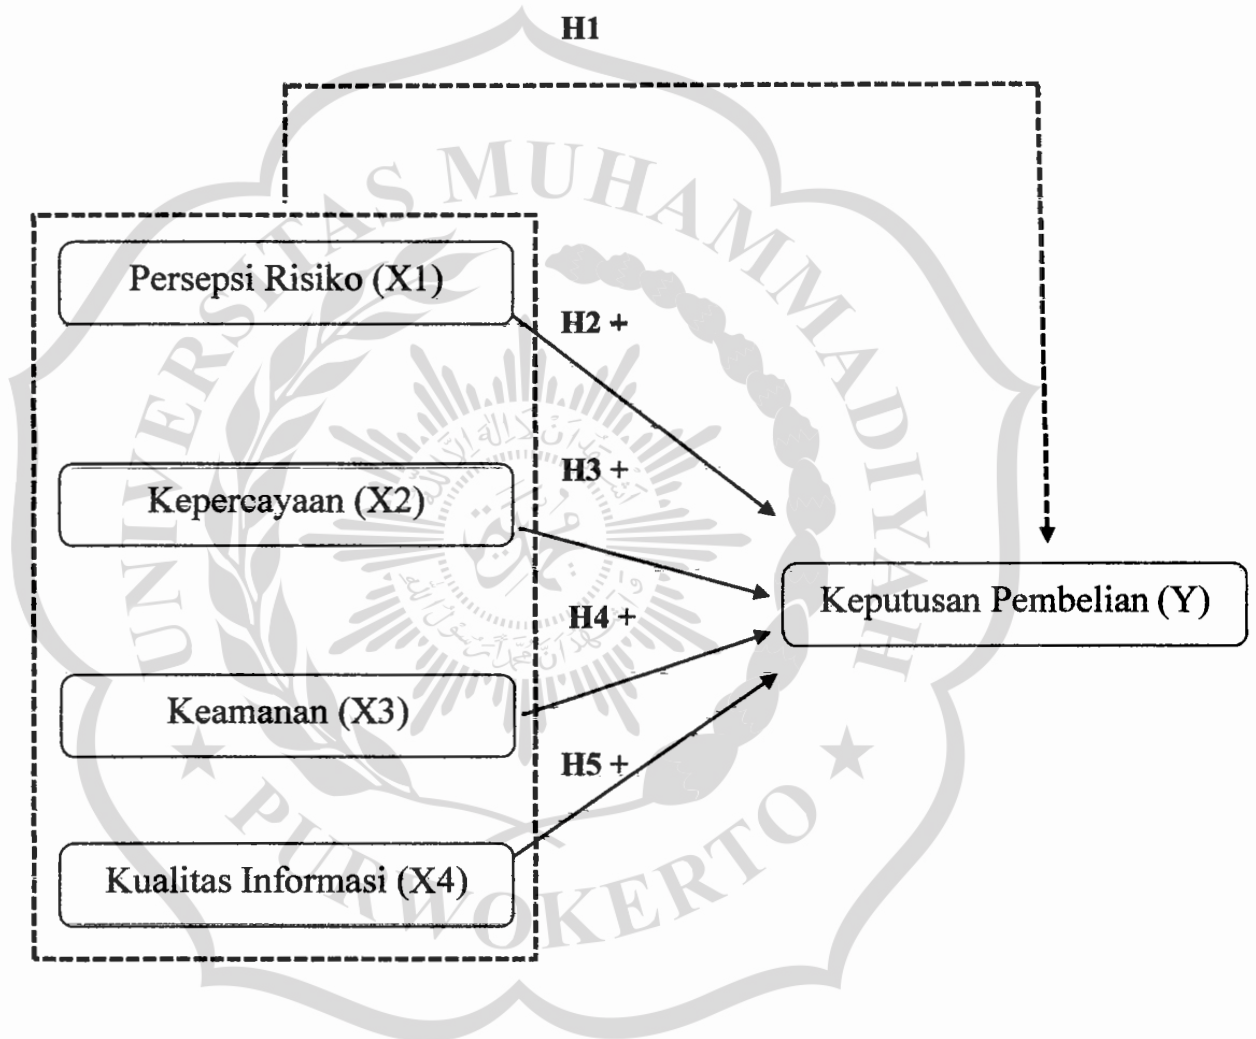 H1
Persepsi Risiko (X1)
H2 +
Kepercayaan (X2)
H3 +
Keputusan Pembelian (Y)
H4 +
Keamanan (X3)
H5 +
Kualitas Informasi (X4)
UNIVERSITAS MUHAMMADIYAH
PURWOKERTO